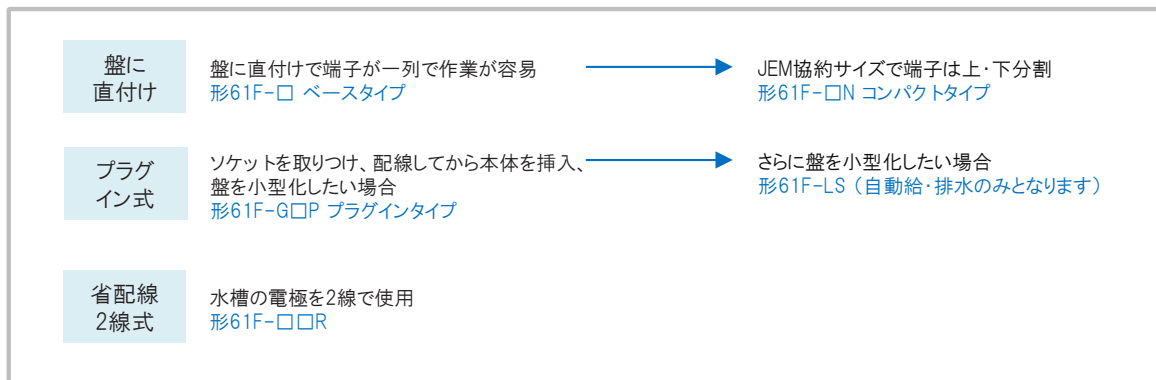 盤に
直付け
盤に直付けで端子が一列で作業が容易
形61F-□ ベースタイプ
JEM協約サイズで端子は上・下分割
形61F-□N コンパクトタイプ
プラグ
イン式
ソケットを取りつけ、配線してから本体を挿入、
盤を小型化したい場合
形61F-G□P プラグインタイプ
さらに盤を小型化したい場合
形61F-LS（自動給・排水のみとなります）
省配線
2線式
水槽の電極を2線で使用
形61F-□□R